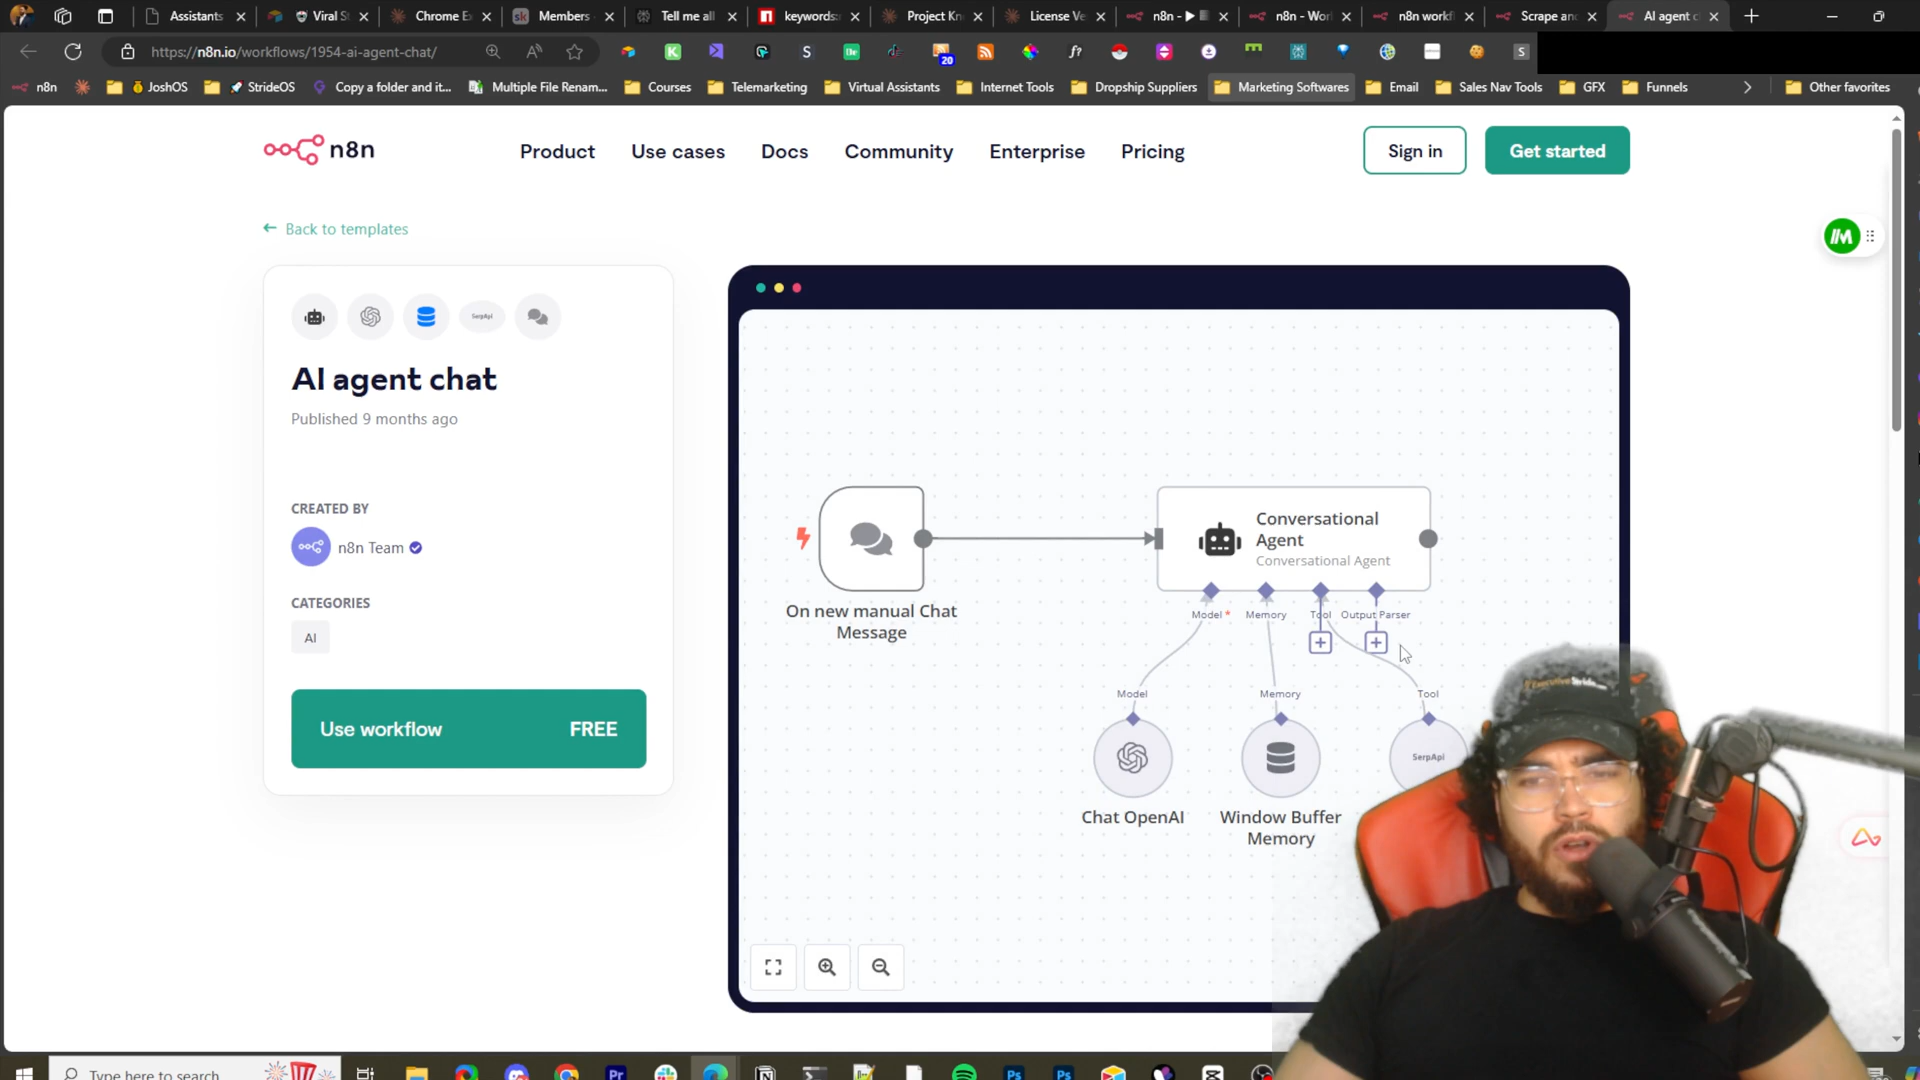 Assistants
Viral S
Chrome Ex
Members -
Tell me all
keywords:
Project Kn
License Ve
n8n - ▶
n8n - Wor
n8n workf
Scrape an
AI agent c
https://n8n.io/workflows/1954-ai-agent-chat/
20
n8n
JoshOS
StrideOS
Copy a folder and it...
Multiple File Renam...
Courses
Telemarketing
Virtual Assistants
Internet Tools
Dropship Suppliers
Marketing Softwares
Email
Sales Nav Tools
GFX
Funnels
Other favorites
n8n
Product
Use cases
Docs
Community
Enterprise
Pricing
Sign in
Get started
← Back to templates
SerpApi
AI agent chat
Published 9 months ago
CREATED BY
n8n Team
CATEGORIES
AI
Use workflow FREE
On new manual Chat
Message
Conversational
Agent
Conversational Agent
Model *
Memory
Tool
Output Parser
Model
Memory
Tool
SerpApi
Chat OpenAI
Window Buffer
Memory
Type here to search